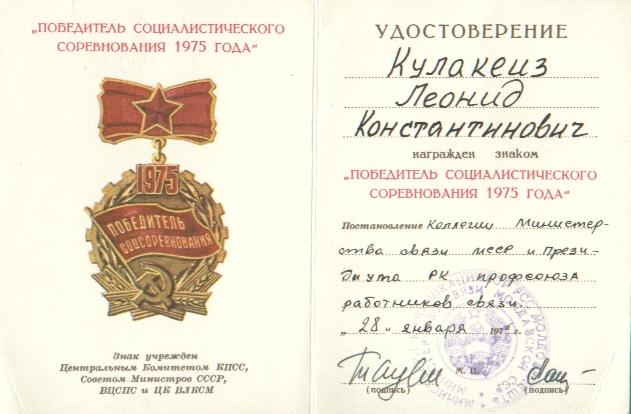 „ПОБЕДИТЕЛЬ СОЦИАЛИСТИЧЕСКОГО
СОРЕВНОВАНИЯ 1975 ГОДА“
1975
ПОБЕДИТЕЛЬ
СОЦСОРЕВНОВАНИЯ
Знак учрежден
Центральным Комитетом КПСС,
Советом Министров СССР,
ВЦСПС и ЦК ВЛКСМ
УДОСТОВЕРЕНИЕ
Кулакеиз
Леонид
Константинович
награжден знаком
„ПОБЕДИТЕЛЬ СОЦИАЛИСТИЧЕСКОГО
СОРЕВНОВАНИЯ 1975 ГОДА“
Постановление Коллегии Министер-
ства связи МССР и Прези-
диума РК профсоюза
работников связи.
„28“ января 1976 г.
М. П.
(подпись) (подпись)